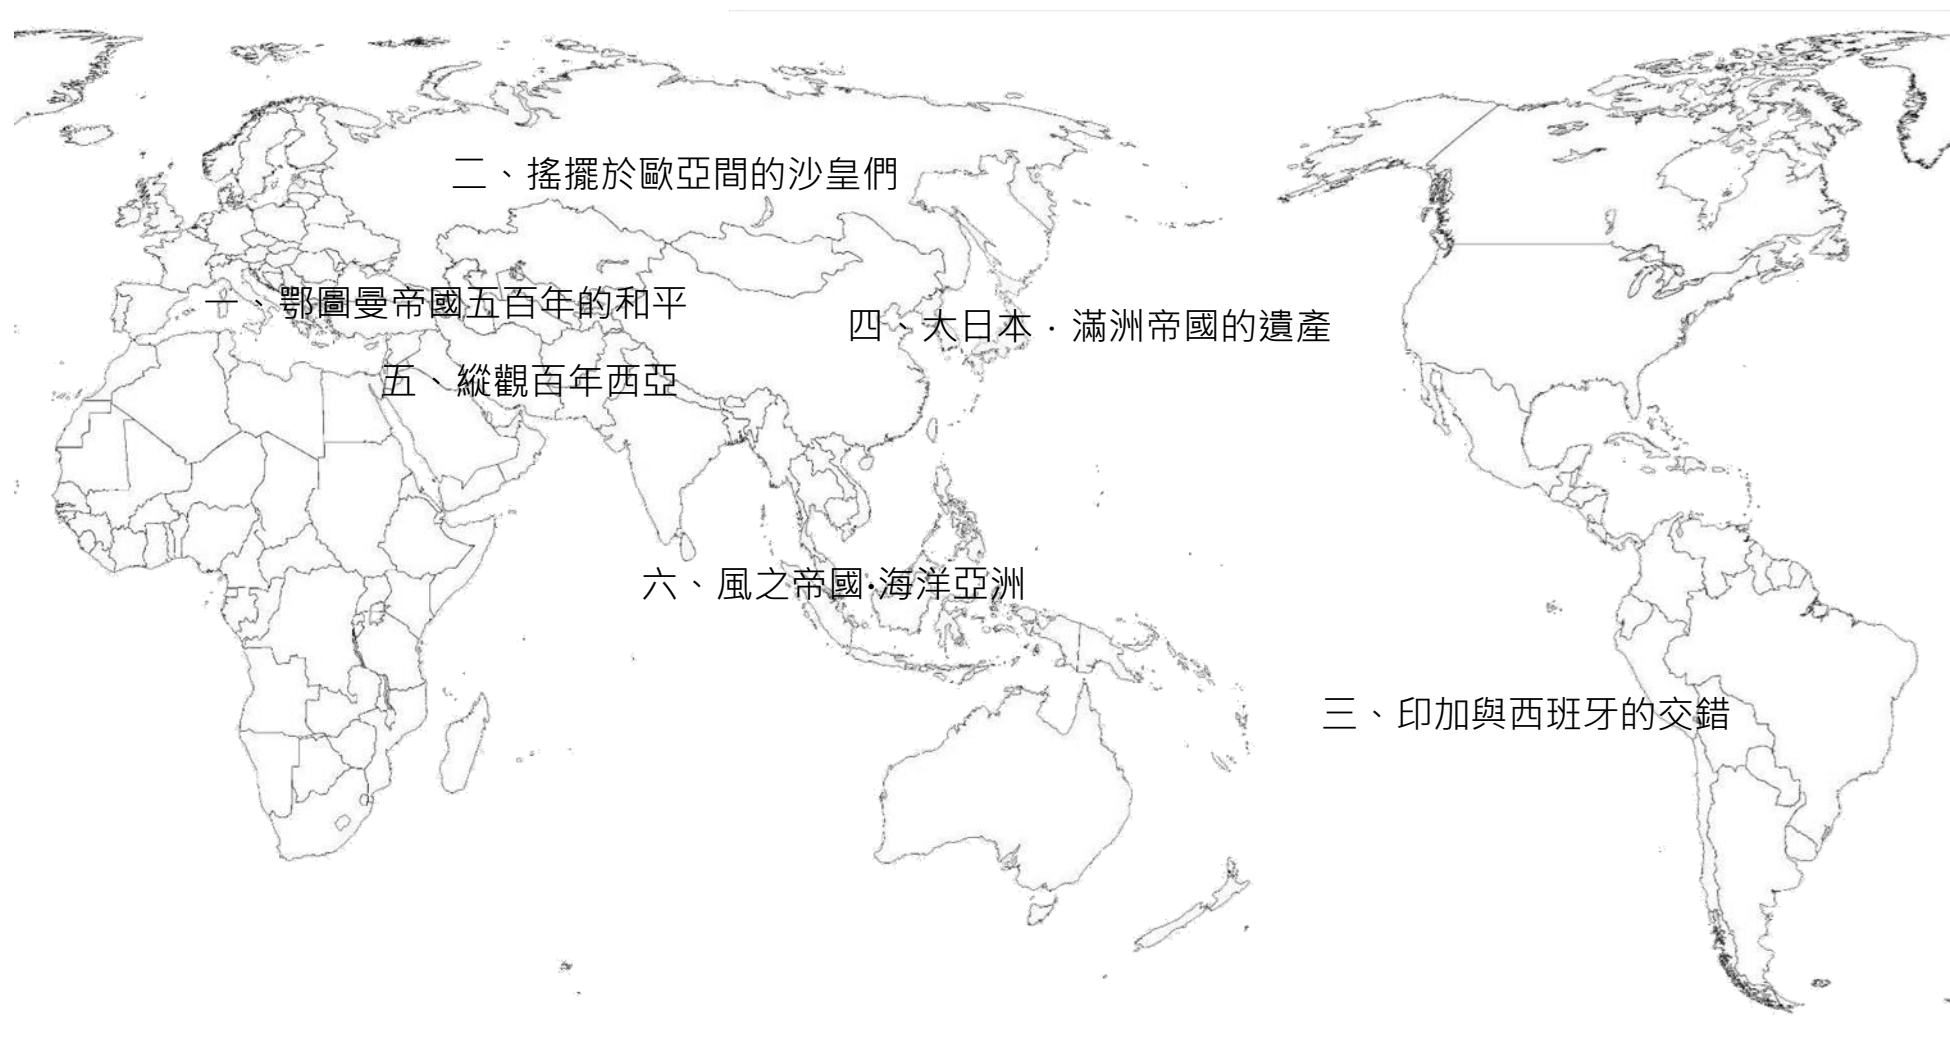 二、搖擺於歐亞間的沙皇們
一、鄂圖曼帝國五百年的和平
四、大日本．滿洲帝國的遺產
五、縱觀百年西亞
六、風之帝國·海洋亞洲
三、印加與西班牙的交錯